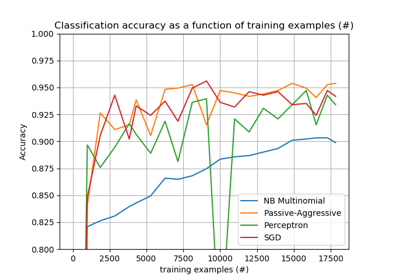 Classification accuracy as a function of training examples (#)
1.000
0.975
0.950
0.925
0.900
0.875
0.850
0.825
0.800
Accuracy
0 2500 5000 7500 10000 12500 15000 17500
training examples (#)
NB Multinomial
Passive-Aggressive
Perceptron
SGD